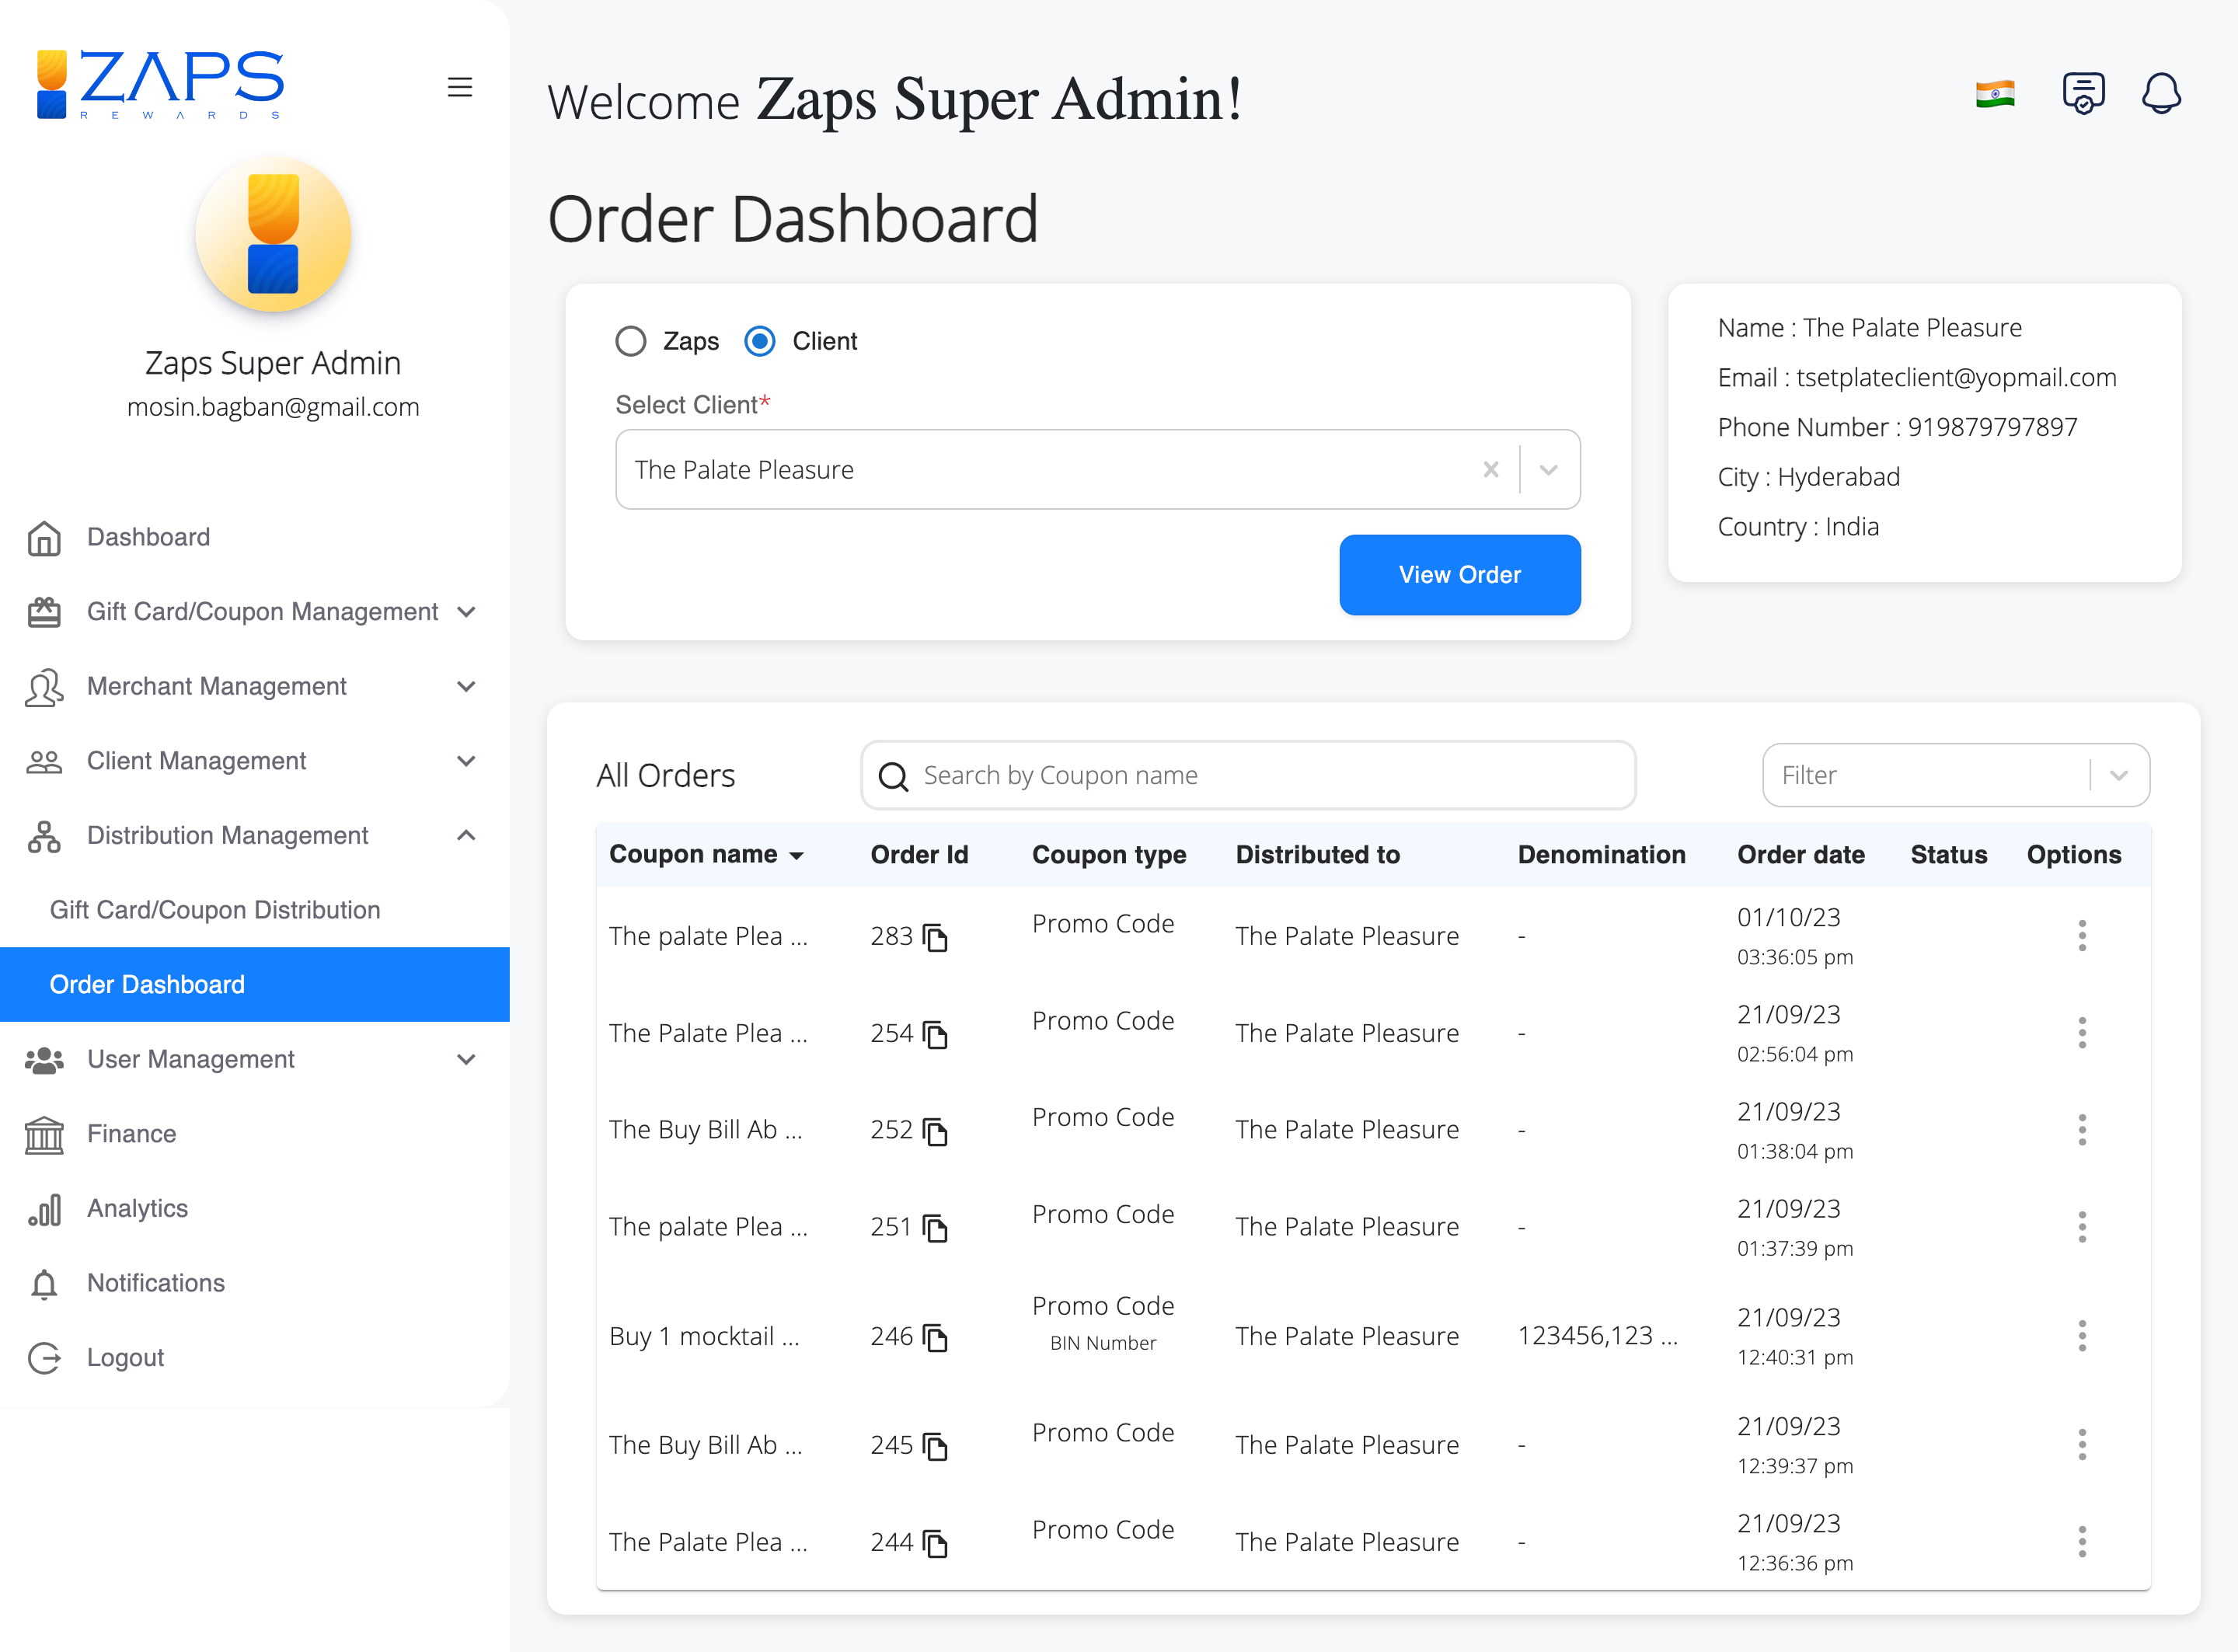 ZAPS
REWARDS
Zaps Super Admin
mosin.bagban@gmail.com
Dashboard
Gift Card/Coupon Management
Merchant Management
Client Management
Distribution Management
Gift Card/Coupon Distribution
Order Dashboard
User Management
Finance
Analytics
Notifications
Logout
Welcome Zaps Super Admin!
Order Dashboard
Zaps Client
Select Client*
The Palate Pleasure
View Order
Name : The Palate Pleasure
Email : tsetplateclient@yopmail.com
Phone Number : 919879797897
City : Hyderabad
Country : India
All Orders Search by Coupon name Filter
Coupon name Order Id Coupon type Distributed to Denomination Order date Status Options
The palate Plea ... 283 Promo Code The Palate Pleasure - 01/10/23
03:36:05 pm
The Palate Plea ... 254 Promo Code The Palate Pleasure - 21/09/23
02:56:04 pm
The Buy Bill Ab ... 252 Promo Code The Palate Pleasure - 21/09/23
01:38:04 pm
The palate Plea ... 251 Promo Code The Palate Pleasure - 21/09/23
01:37:39 pm
Buy 1 mocktail ... 246 Promo Code The Palate Pleasure 123456,123 ... 21/09/23
BIN Number 12:40:31 pm
The Buy Bill Ab ... 245 Promo Code The Palate Pleasure - 21/09/23
12:39:37 pm
The Palate Plea ... 244 Promo Code The Palate Pleasure - 21/09/23
12:36:36 pm